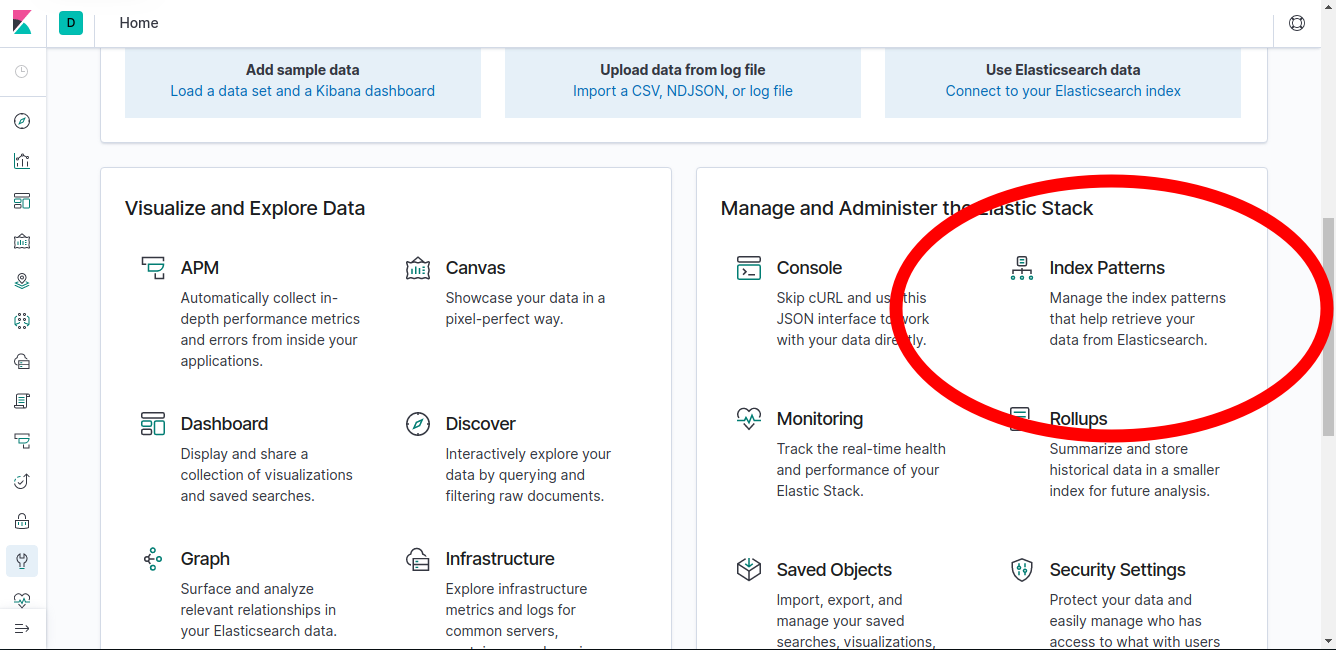 D
Home
Add sample data
Load a data set and a Kibana dashboard
Upload data from log file
Import a CSV, NDJSON, or log file
Use Elasticsearch data
Connect to your Elasticsearch index
Visualize and Explore Data
APM
Automatically collect in-
depth performance metrics
and errors from inside your
applications.
Canvas
Showcase your data in a
pixel-perfect way.
Dashboard
Display and share a
collection of visualizations
and saved searches.
Discover
Interactively explore your
data by querying and
filtering raw documents.
Graph
Surface and analyze
relevant relationships in
your Elasticsearch data.
Infrastructure
Explore infrastructure
metrics and logs for
common servers,
Manage and Administer the Elastic Stack
Console
Skip cURL and use this
JSON interface to work
with your data directly.
Index Patterns
Manage the index patterns
that help retrieve your
data from Elasticsearch.
Monitoring
Track the real-time health
and performance of your
Elastic Stack.
Rollups
Summarize and store
historical data in a smaller
index for future analysis.
Saved Objects
Import, export, and
manage your saved
searches, visualizations,
Security Settings
Protect your data and
easily manage who has
access to what with users